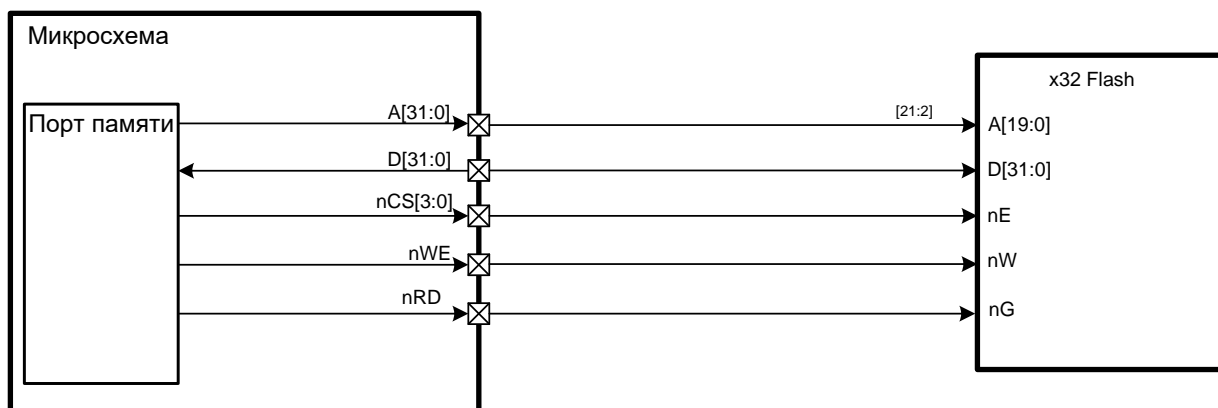 Микросхема
x32 Flash
Порт памяти
A[31:0]
[21:2]
A[19:0]
D[31:0]
D[31:0]
nCS[3:0]
nE
nWE
nW
nRD
nG